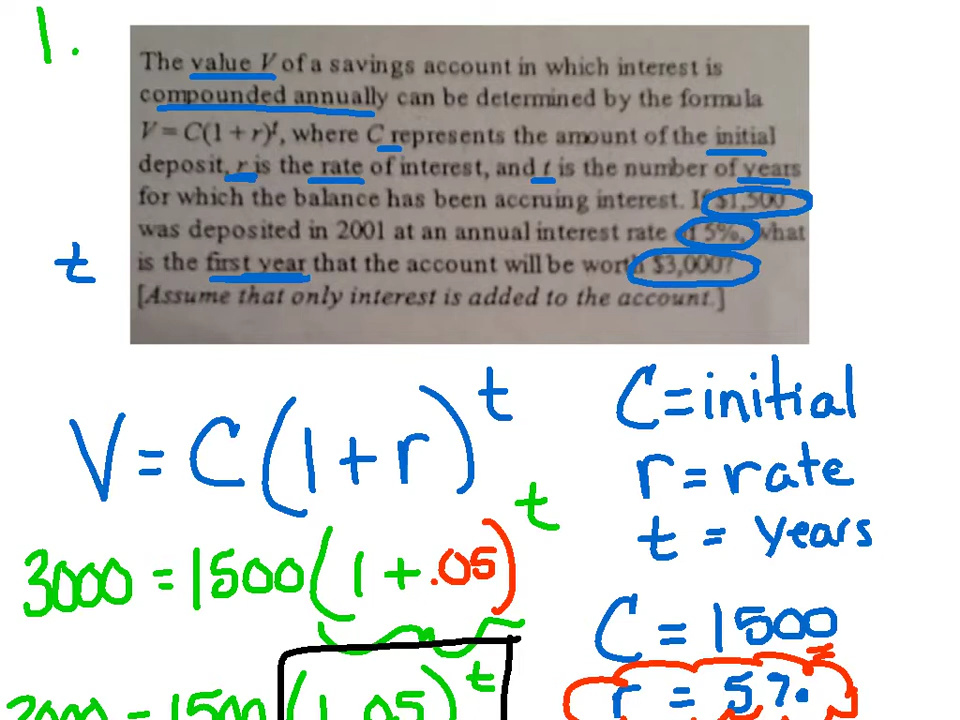 1.
The value V of a savings account in which interest is
compounded annually can be determined by the formula
V = C(1 + r)^t, where C represents the amount of the initial
deposit, r is the rate of interest, and t is the number of years
for which the balance has been accruing interest. If $1,500
was deposited in 2001 at an annual interest rate of 5%, what
is the first year that the account will be worth $3,000?
[Assume that only interest is added to the account.]
t
V = C(1 + r)^t
C = initial
r = rate
t = years
3000 = 1500(1 + .05)^t
C = 1500
r = 5%
3000 = 1500(1.05)^t